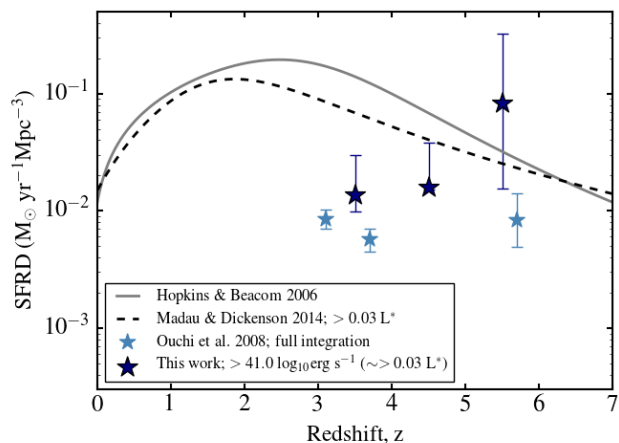 10⁻¹
10⁻²
10⁻³
SFRD (M⊙ yr⁻¹Mpc⁻³)
Hopkins & Beacom 2006
Madau & Dickenson 2014; > 0.03 L*
Ouchi et al. 2008; full integration
This work; > 41.0 log₁₀erg s⁻¹ (∼> 0.03 L*)
0 1 2 3 4 5 6 7
Redshift, z